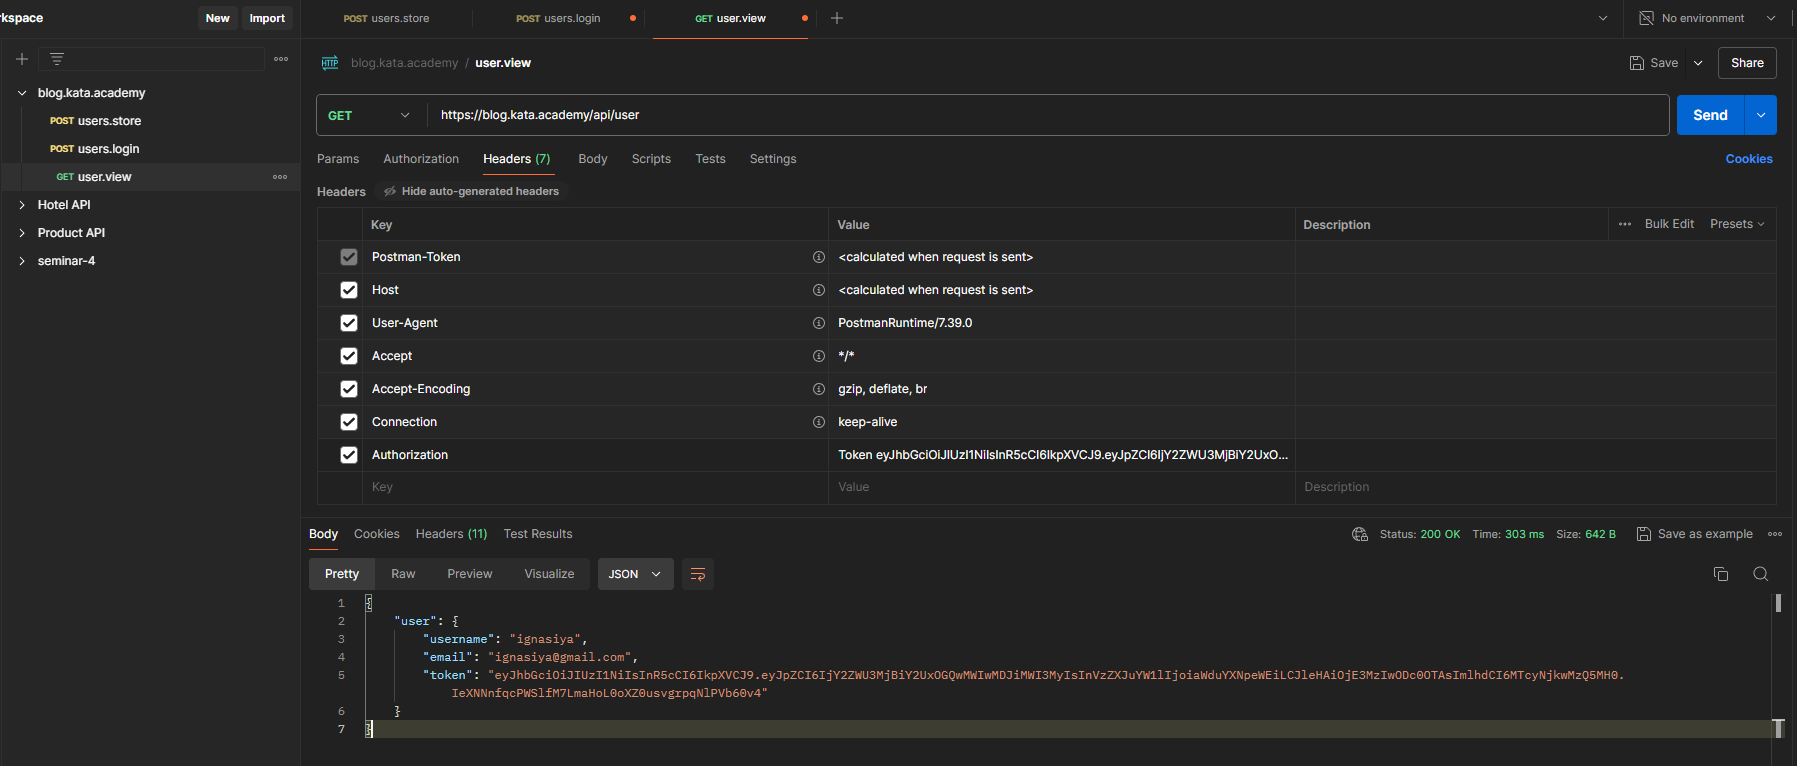 rkspace
New Import
POST users.store
POST users.login
GET user.view
No environment
blog.kata.academy
POST users.store
POST users.login
GET user.view
Hotel API
Product API
seminar-4
HTTP blog.kata.academy / user.view
Save
Share
GET
https://blog.kata.academy/api/user
Send
Params Authorization Headers (7) Body Scripts Tests Settings
Cookies
Headers Hide auto-generated headers
Key Value Description Bulk Edit Presets
Postman-Token <calculated when request is sent>
Host <calculated when request is sent>
User-Agent PostmanRuntime/7.39.0
Accept */*
Accept-Encoding gzip, deflate, br
Connection keep-alive
Authorization Token eyJhbGciOiJIUzI1NiIsInR5cCI6IkpXVCJ9.eyJpZCI6IjY2ZWU3MjBiY2UxO...
Key Value Description
Body Cookies Headers (11) Test Results
Status: 200 OK Time: 303 ms Size: 642 B Save as example
Pretty Raw Preview Visualize JSON
1 {
2 "user": {
3 "username": "ignasiya",
4 "email": "ignasiya@gmail.com",
5 "token": "eyJhbGciOiJIUzI1NiIsInR5cCI6IkpXVCJ9.eyJpZCI6IjY2ZWU3MjBiY2UxOGQwMWIwMDJiMWI3MyIsInVzZXJuYW1lIjoiaWduYXNpeWEiLCJleHAiOjE3MzIwODc0OTAsImlhdCI6MTcyNjkwMzQ5MH0.
IeXNNnfqcPWSlfM7LmaHoL0oXZ0usvgrpqNlPVb60v4"
6 }
7 }